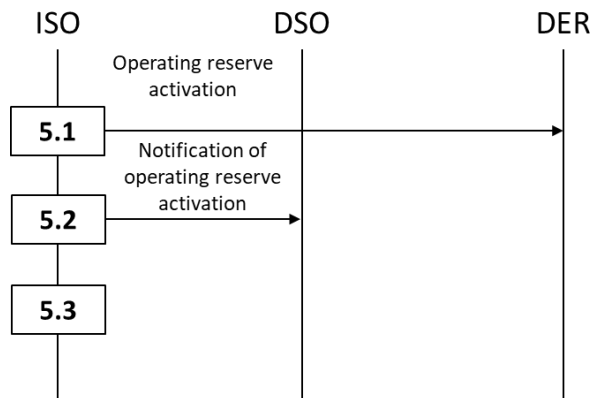 ISO DSO DER
Operating reserve
activation
5.1
Notification of
operating reserve
activation
5.2
5.3